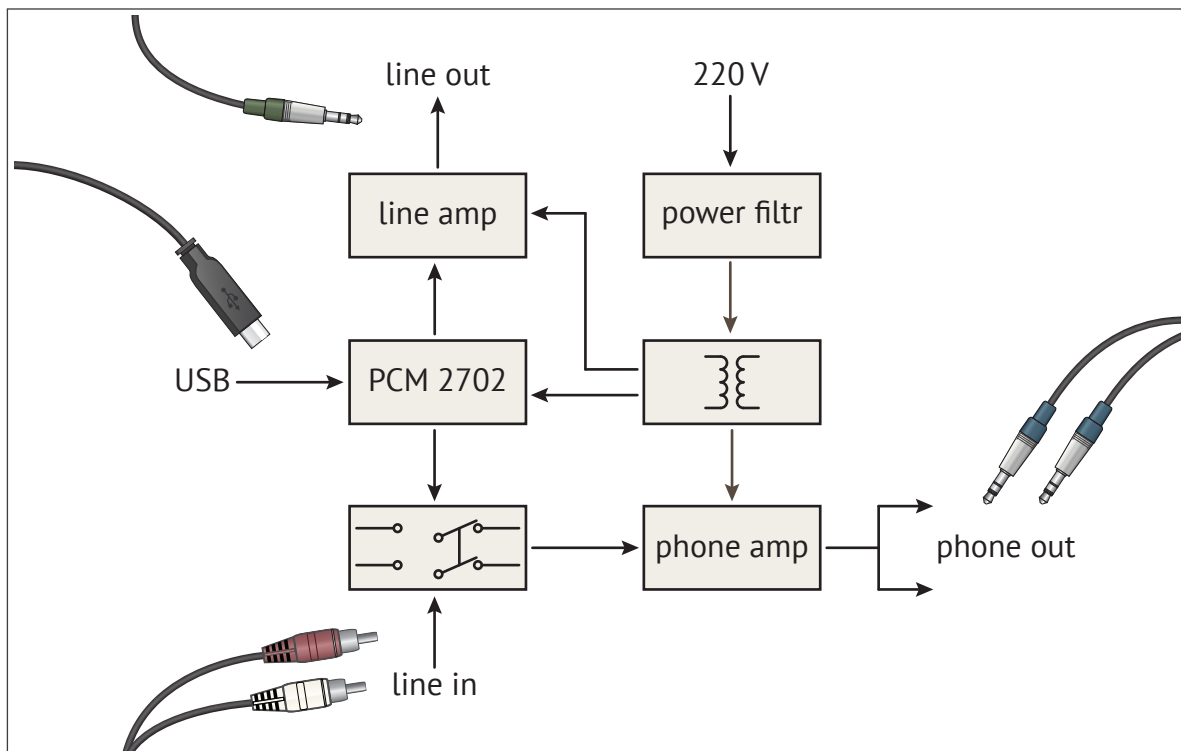 line out
220 V
line amp
power filtr
USB
PCM 2702
phone amp
phone out
line in